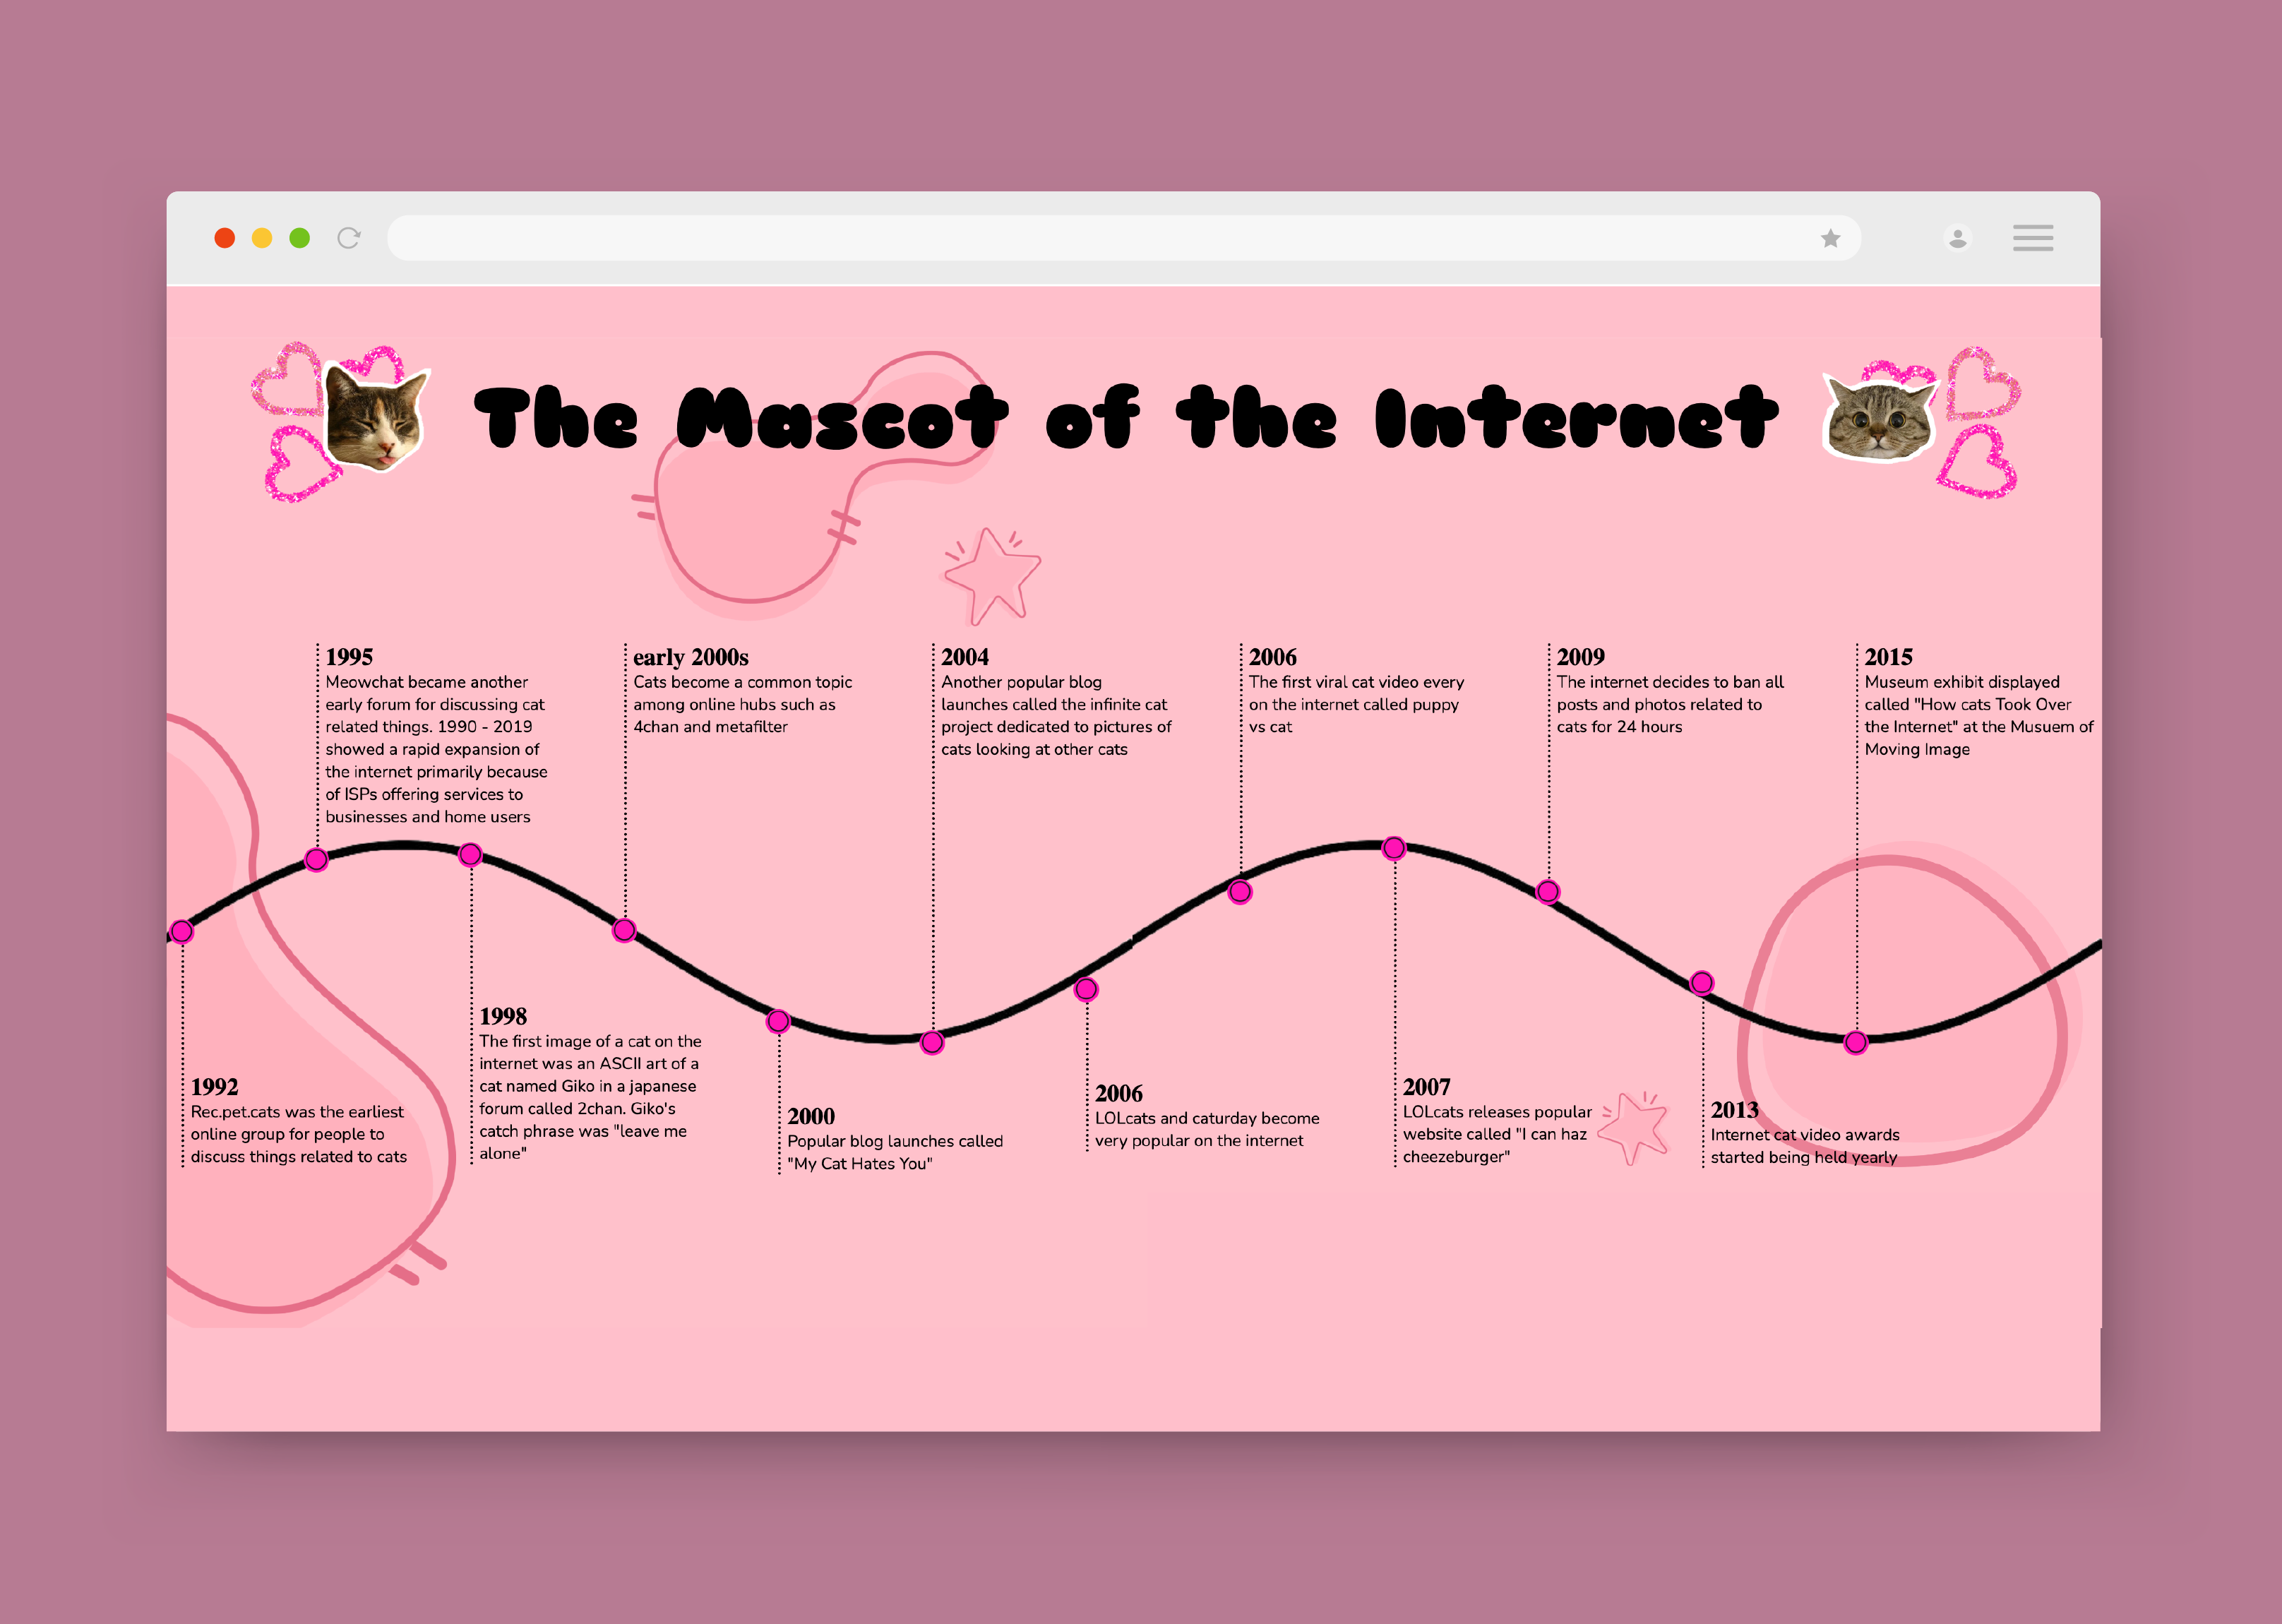 The Mascot of the Internet
1995
Meowchat became another
early forum for discussing cat
related things. 1990 - 2019
showed a rapid expansion of
the internet primarily because
of ISPs offering services to
businesses and home users
early 2000s
Cats become a common topic
among online hubs such as
4chan and metafilter
2004
Another popular blog
launches called the infinite cat
project dedicated to pictures of
cats looking at other cats
2006
The first viral cat video every
on the internet called puppy
vs cat
2009
The internet decides to ban all
posts and photos related to
cats for 24 hours
2015
Museum exhibit displayed
called "How cats Took Over
the Internet" at the Musuem of
Moving Image
1992
Rec.pet.cats was the earliest
online group for people to
discuss things related to cats
1998
The first image of a cat on the
internet was an ASCII art of a
cat named Giko in a japanese
forum called 2chan. Giko's
catch phrase was "leave me
alone"
2000
Popular blog launches called
"My Cat Hates You"
2006
LOLcats and caturday become
very popular on the internet
2007
LOLcats releases popular
website called "I can haz
cheezeburger"
2013
Internet cat video awards
started being held yearly